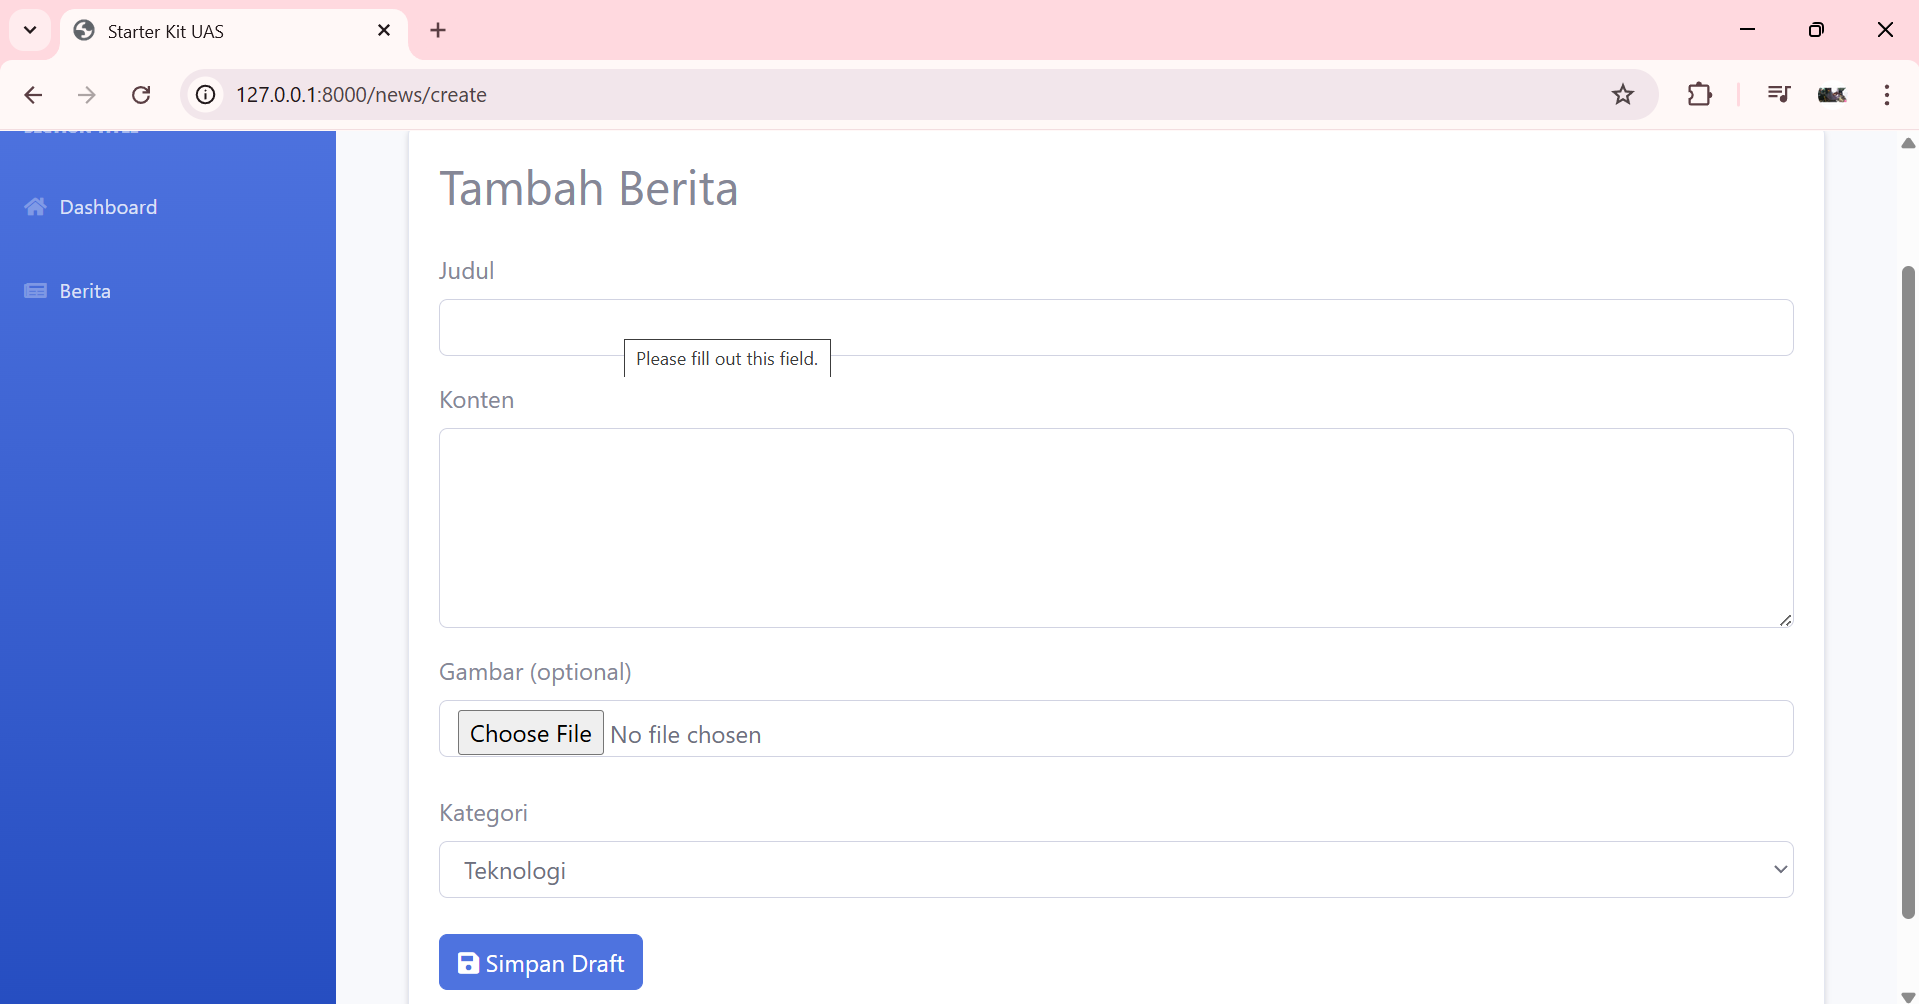 Starter Kit UAS
127.0.0.1:8000/news/create
Dashboard
Berita
Tambah Berita
Judul
Please fill out this field.
Konten
Gambar (optional)
Choose File No file chosen
Kategori
Teknologi
Simpan Draft